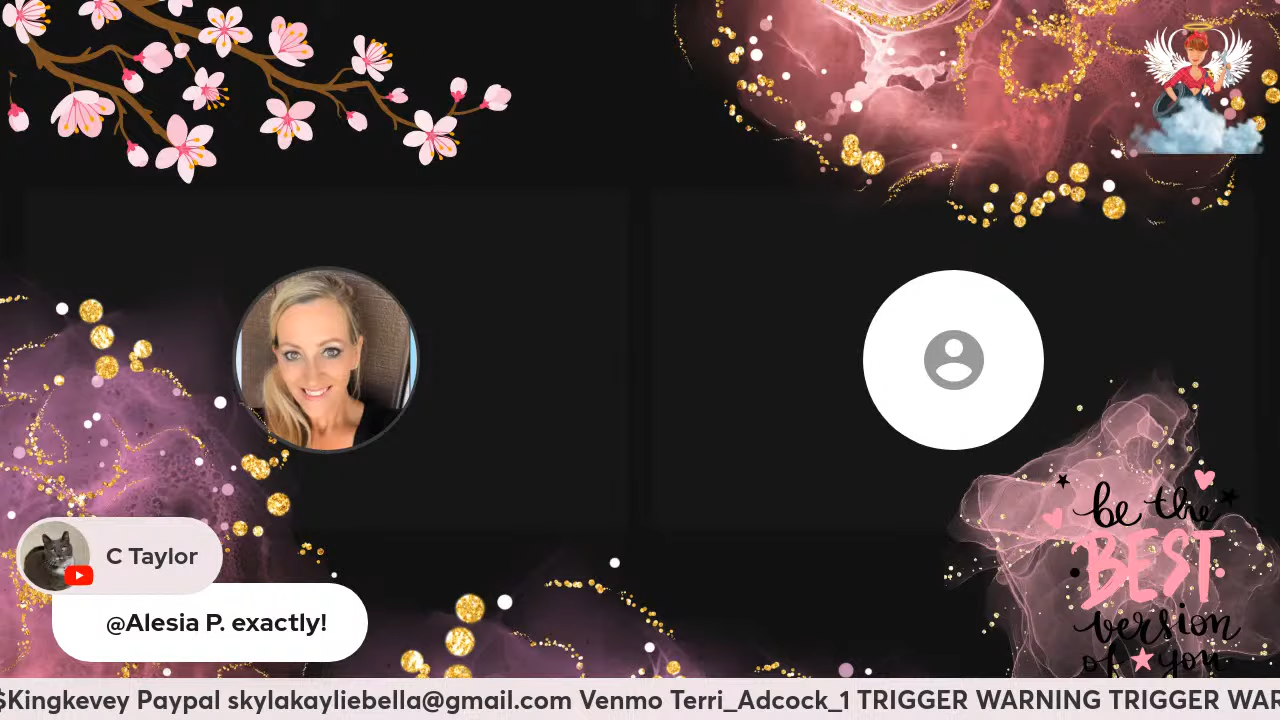 be the
BEST
version
of you
C Taylor
@Alesia P. exactly!
$Kingkevey Paypal skylakayliebella@gmail.com Venmo Terri_Adcock_1 TRIGGER WARNING TRIGGER WAR